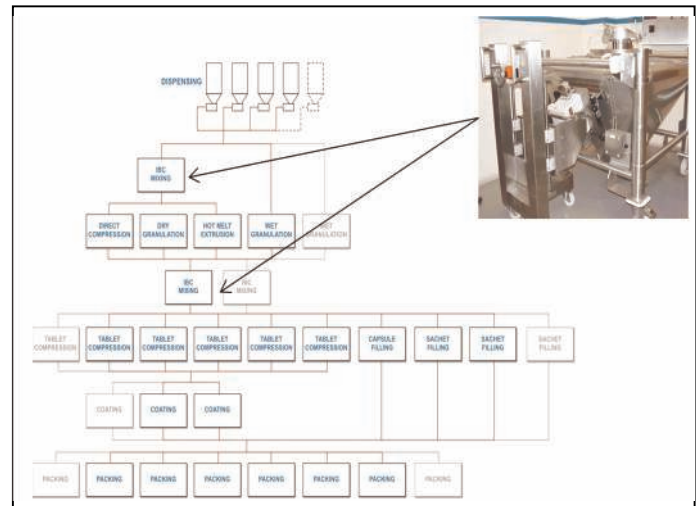 DISPENSING
IBC
MIXING
DIRECT
COMPRESSION
DRY
GRANULATION
HOT MELT
EXTRUSION
WET
GRANULATION
WET
GRANULATION
IBC
MIXING
IBC
MIXING
TABLET
COMPRESSION
TABLET
COMPRESSION
TABLET
COMPRESSION
TABLET
COMPRESSION
TABLET
COMPRESSION
TABLET
COMPRESSION
CAPSULE
FILLING
SACHET
FILLING
SACHET
FILLING
SACHET
FILLING
COATING
COATING
COATING
PACKING
PACKING
PACKING
PACKING
PACKING
PACKING
PACKING
PACKING